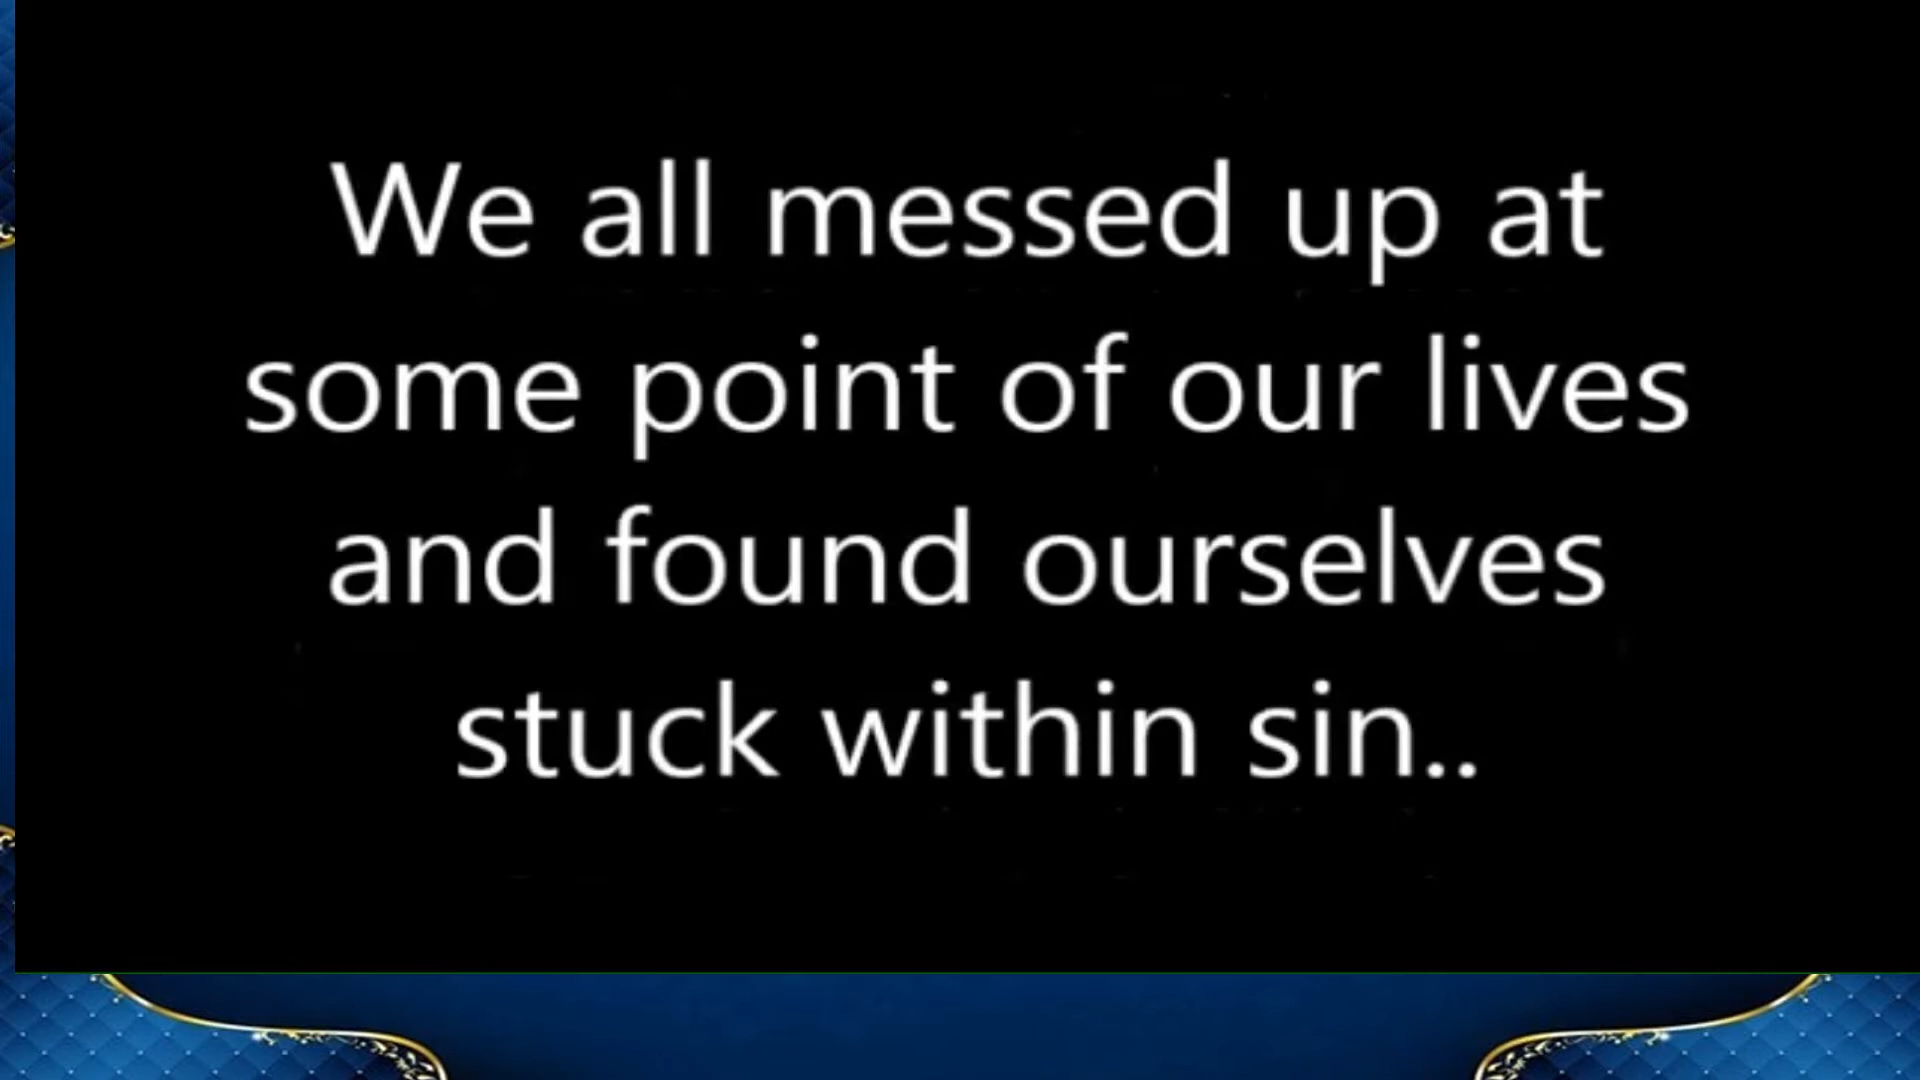 We all messed up at
some point of our lives
and found ourselves
stuck within sin..